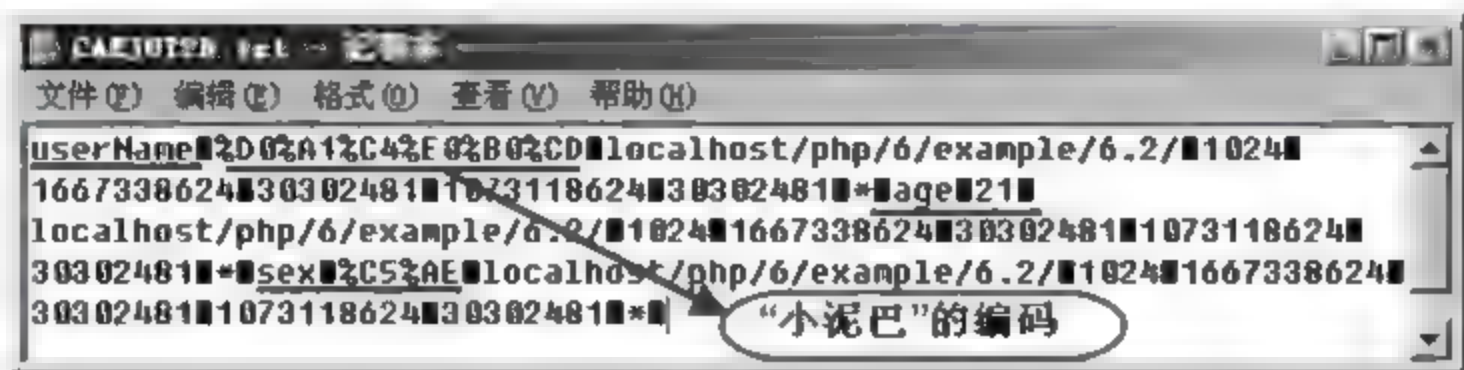 记事本
文件(F) 编辑(E) 格式(O) 查看(V) 帮助(H)
userName■%D0%A1%C4%E0%B0%CD■localhost/php/6/example/6.2/■1024■
1667338624■30302481■1073118624■30302481■*■age■21■
localhost/php/6/example/6.2/■1024■1667338624■30302481■1073118624■
30302481■*■sex■%C5%AE■localhost/php/6/example/6.2/■1024■1667338624■
30302481■1073118624■30302481■*■
“小泥巴”的编码